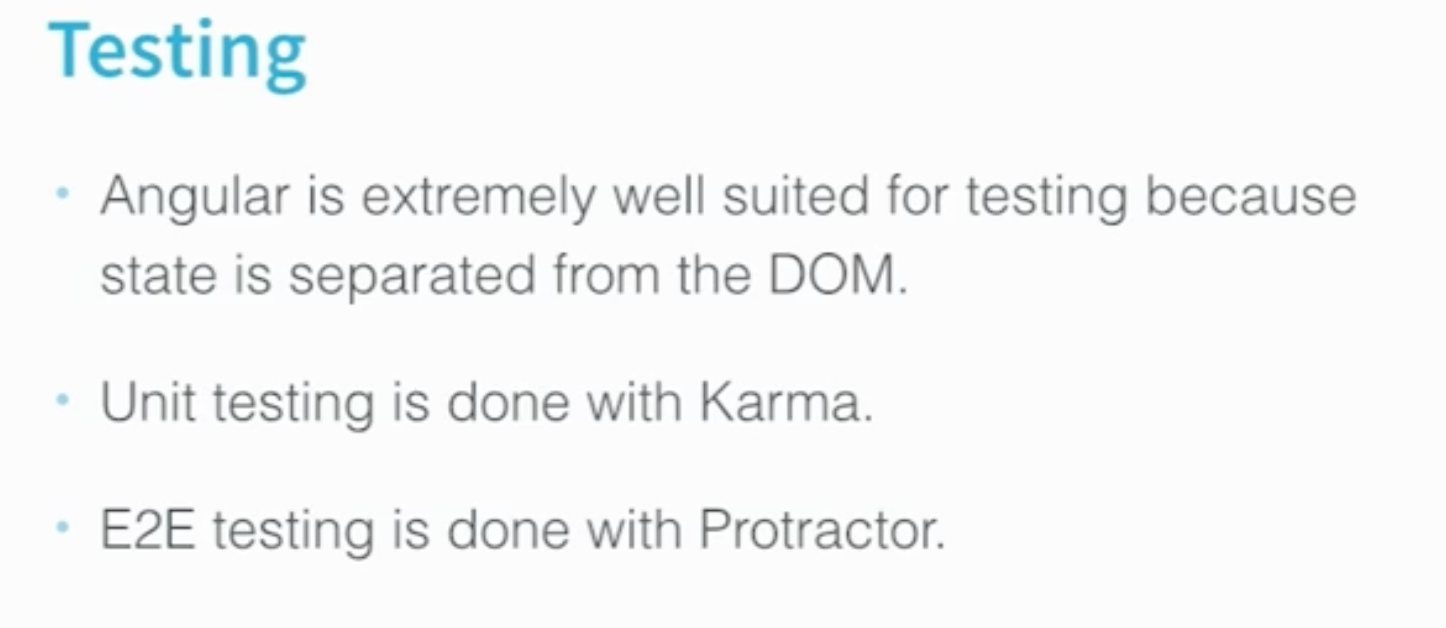 Testing
• Angular is extremely well suited for testing because
state is separated from the DOM.
• Unit testing is done with Karma.
• E2E testing is done with Protractor.